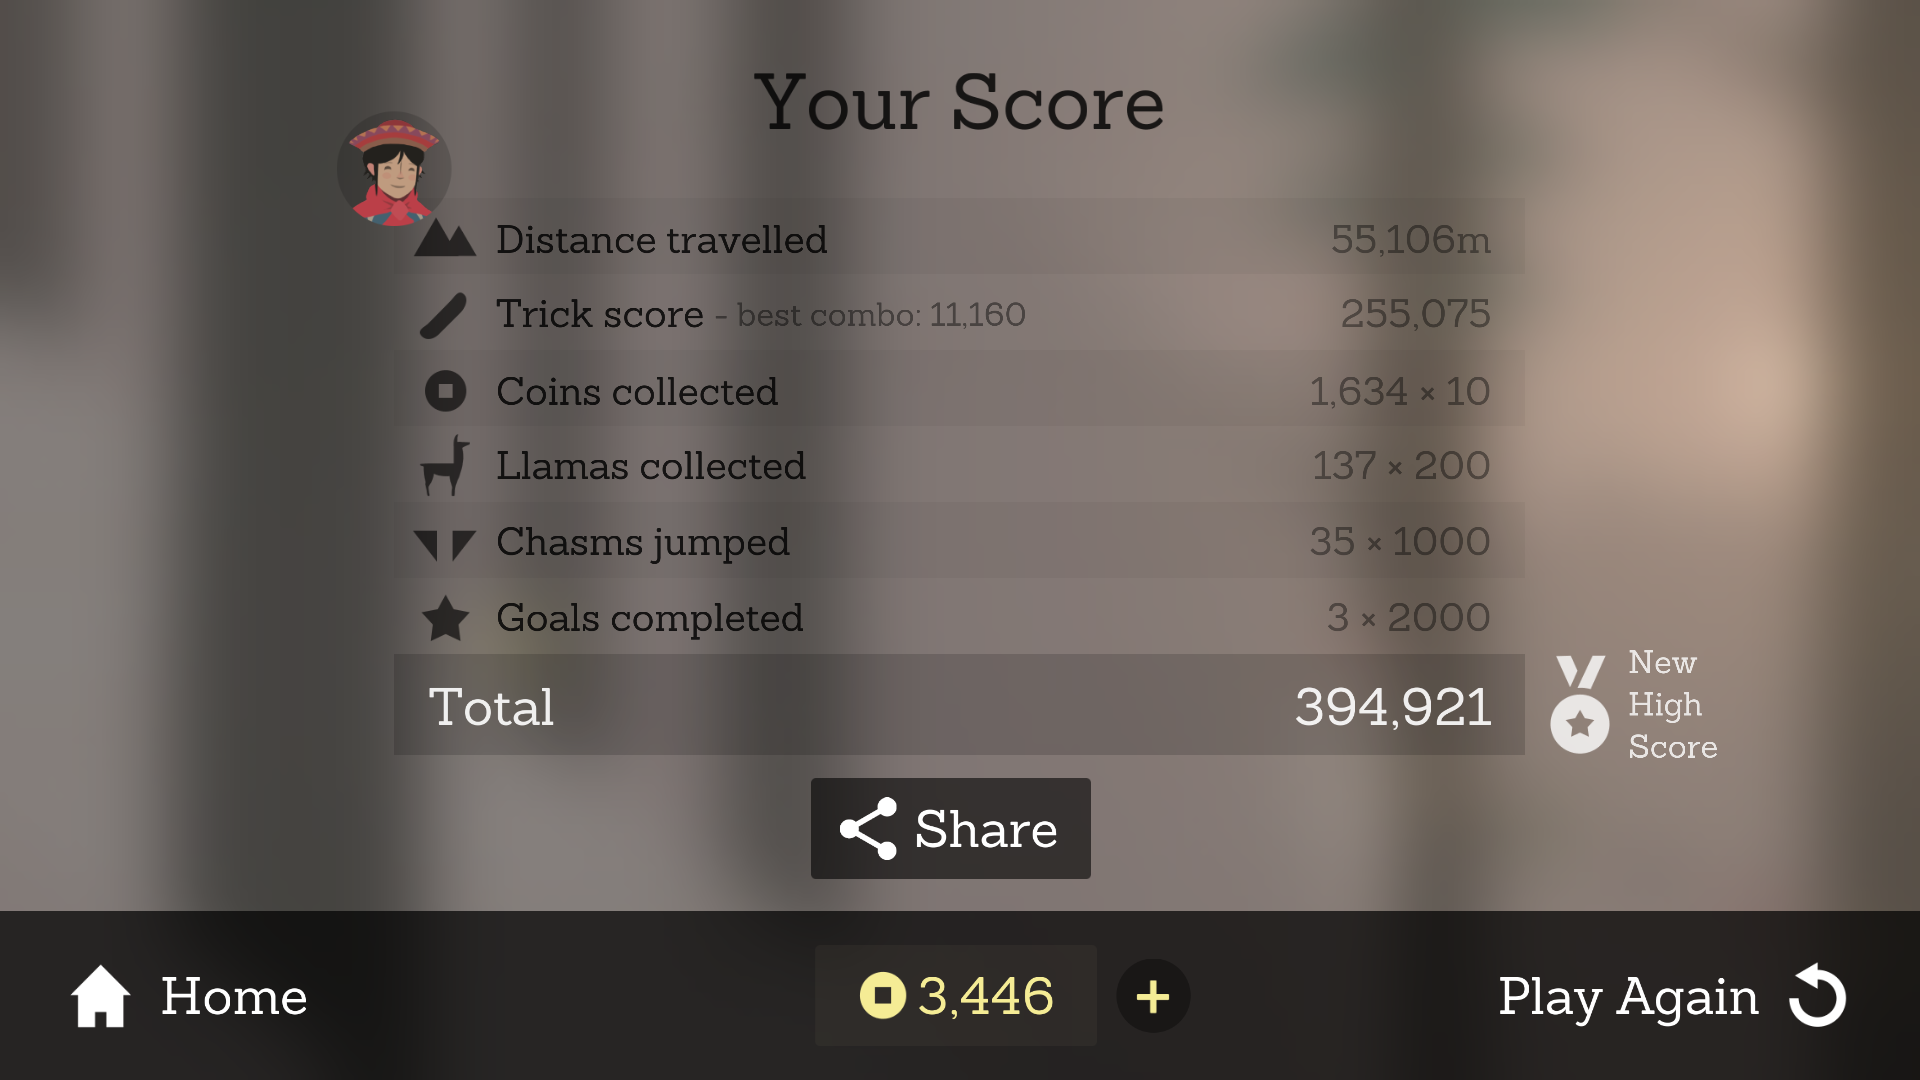 Your Score
Distance travelled 55,106m
Trick score - best combo: 11,160 255,075
Coins collected 1,634 × 10
Llamas collected 137 × 200
Chasms jumped 35 × 1000
Goals completed 3 × 2000
Total 394,921
New
High
Score
Share
Home 3,446 + Play Again